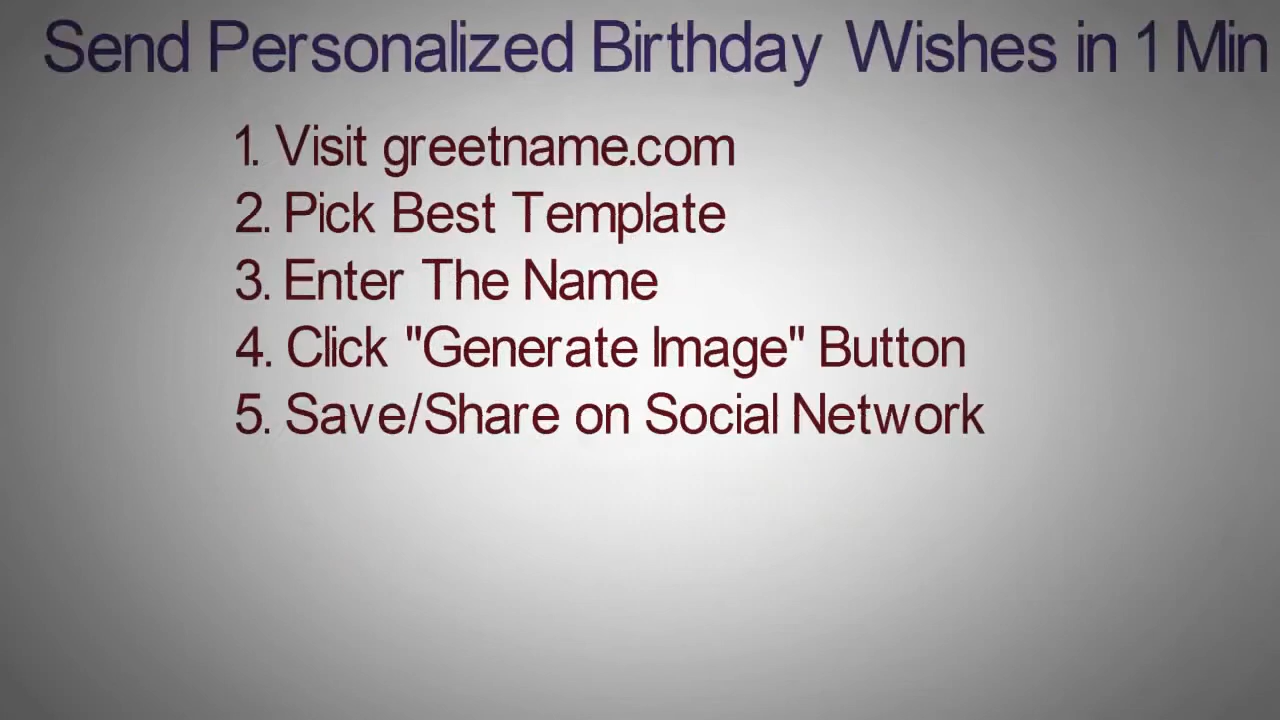 Send Personalized Birthday Wishes in 1 Min
1. Visit greetname.com
2. Pick Best Template
3. Enter The Name
4. Click "Generate Image" Button
5. Save/Share on Social Network